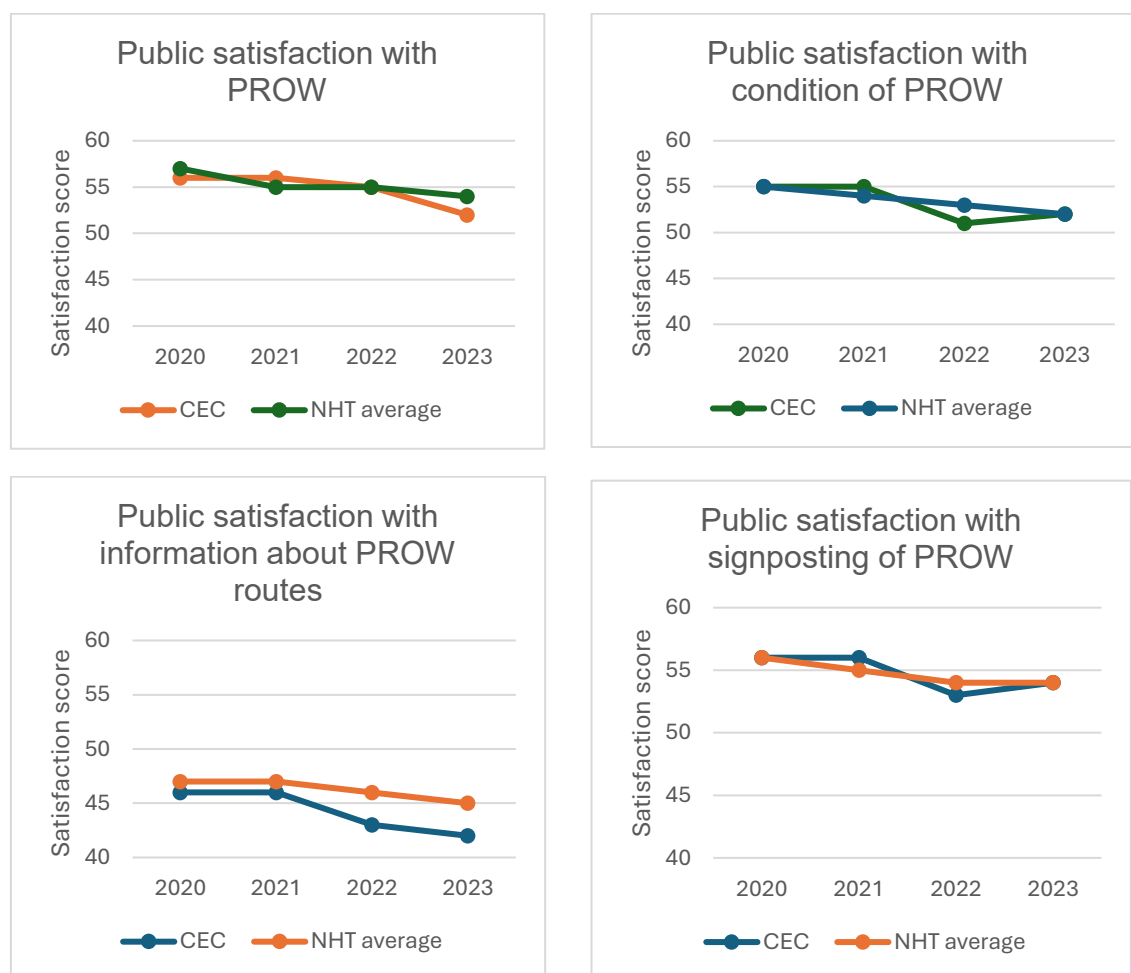 Public satisfaction with
PROW
Satisfaction score
60
55
50
45
40
2020 2021 2022 2023
CEC NHT average
Public satisfaction with
condition of PROW
Satisfaction score
60
55
50
45
40
2020 2021 2022 2023
CEC NHT average
Public satisfaction with
information about PROW
routes
Satisfaction score
60
55
50
45
40
2020 2021 2022 2023
CEC NHT average
Public satisfaction with
signposting of PROW
Satisfaction score
60
55
50
45
40
2020 2021 2022 2023
CEC NHT average